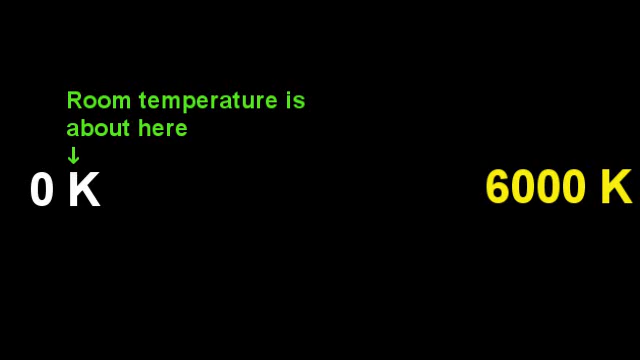 Room temperature is
about here
↓
0 K
6000 K